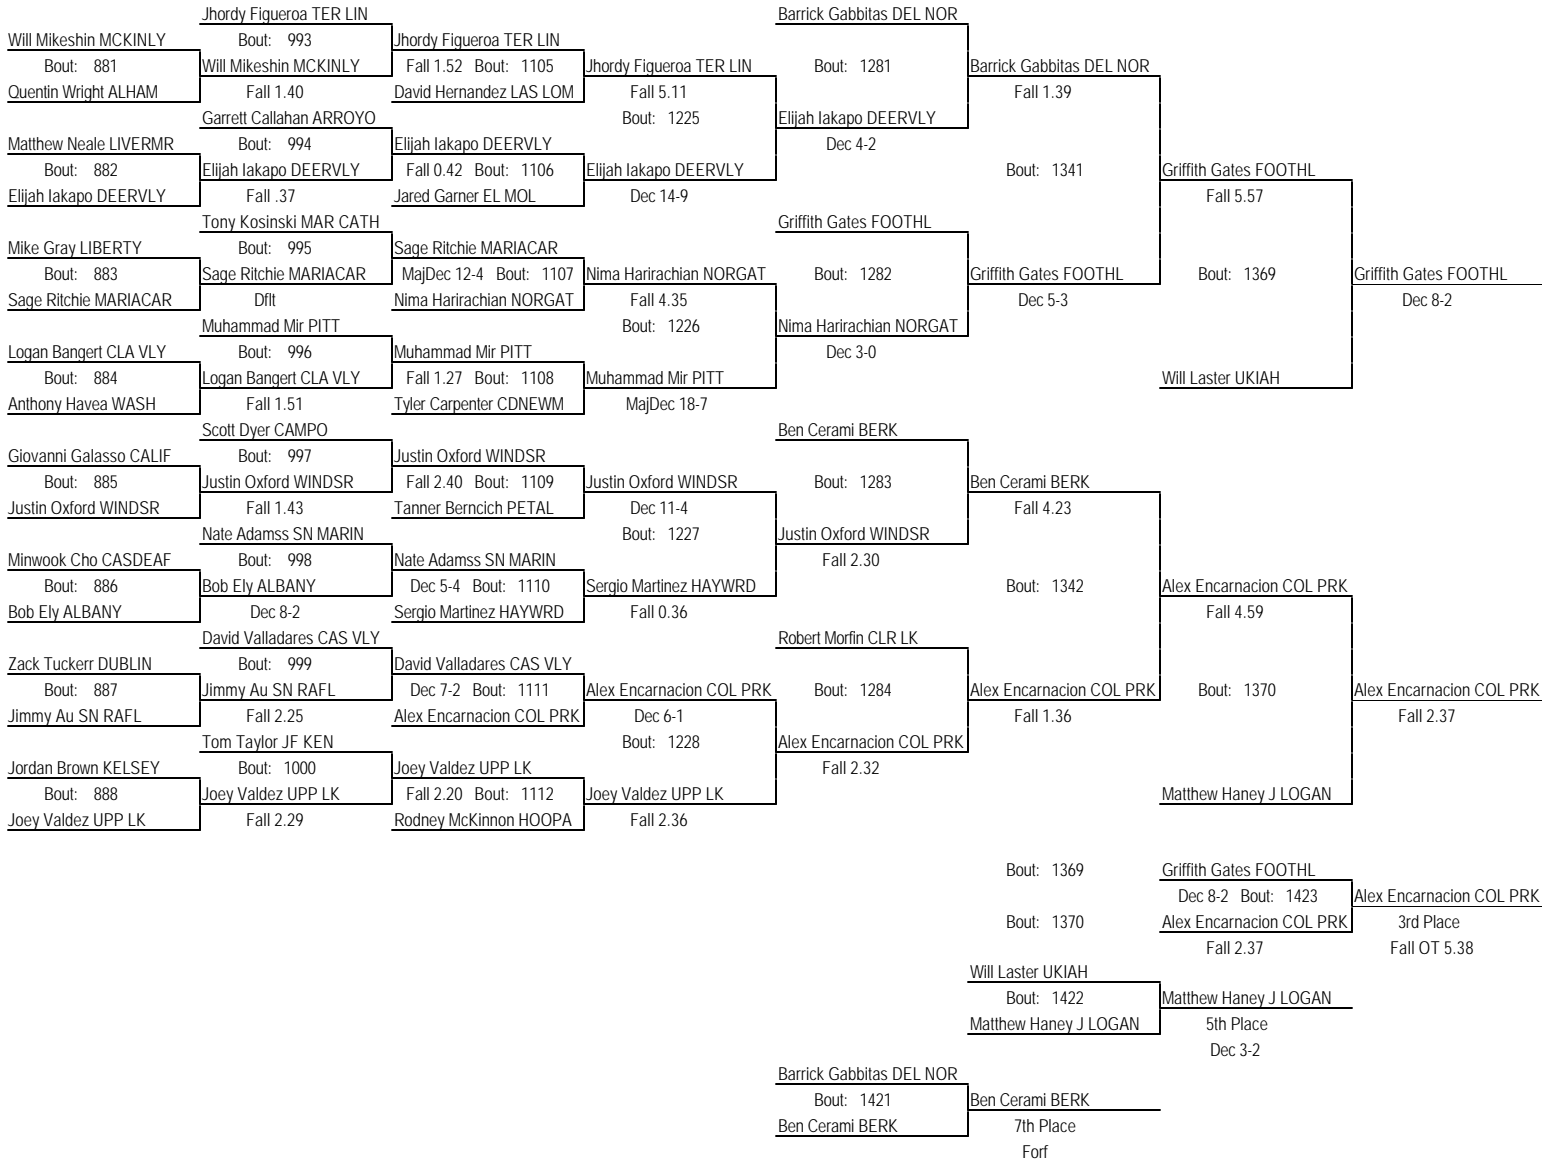 Jhordy Figueroa TER LIN Barrick Gabbitas DEL NOR
Will Mikeshin MCKINLY Bout: 993 Jhordy Figueroa TER LIN
Bout: 881 Will Mikeshin MCKINLY Fall 1.52 Bout: 1105 Jhordy Figueroa TER LIN Bout: 1281 Barrick Gabbitas DEL NOR
Quentin Wright ALHAM Fall 1.40 David Hernandez LAS LOM Fall 5.11 Fall 1.39
Garrett Callahan ARROYO Bout: 1225 Elijah Iakapo DEERVLY
Matthew Neale LIVERMR Bout: 994 Elijah Iakapo DEERVLY Dec 4-2
Bout: 882 Elijah Iakapo DEERVLY Fall 0.42 Bout: 1106 Elijah Iakapo DEERVLY Bout: 1341 Griffith Gates FOOTHL
Elijah Iakapo DEERVLY Fall .37 Jared Garner EL MOL Dec 14-9 Fall 5.57
Tony Kosinski MAR CATH Griffith Gates FOOTHL
Mike Gray LIBERTY Bout: 995 Sage Ritchie MARIACAR
Bout: 883 Sage Ritchie MARIACAR MajDec 12-4 Bout: 1107 Nima Harirachian NORGAT Bout: 1282 Griffith Gates FOOTHL Bout: 1369 Griffith Gates FOOTHL
Sage Ritchie MARIACAR Dflt Nima Harirachian NORGAT Fall 4.35 Dec 5-3 Dec 8-2
Muhammad Mir PITT Bout: 1226 Nima Harirachian NORGAT
Logan Bangert CLA VLY Bout: 996 Muhammad Mir PITT Dec 3-0
Bout: 884 Logan Bangert CLA VLY Fall 1.27 Bout: 1108 Muhammad Mir PITT Will Laster UKIAH
Anthony Havea WASH Fall 1.51 Tyler Carpenter CDNEWM MajDec 18-7
Scott Dyer CAMPO Ben Cerami BERK
Giovanni Galasso CALIF Bout: 997 Justin Oxford WINDSR
Bout: 885 Justin Oxford WINDSR Fall 2.40 Bout: 1109 Justin Oxford WINDSR Bout: 1283 Ben Cerami BERK
Justin Oxford WINDSR Fall 1.43 Tanner Berncich PETAL Dec 11-4 Fall 4.23
Nate Adamss SN MARIN Bout: 1227 Justin Oxford WINDSR
Minwook Cho CASDEAF Bout: 998 Nate Adamss SN MARIN Fall 2.30
Bout: 886 Bob Ely ALBANY Dec 5-4 Bout: 1110 Sergio Martinez HAYWRD Bout: 1342 Alex Encarnacion COL PRK
Bob Ely ALBANY Dec 8-2 Sergio Martinez HAYWRD Fall 0.36 Fall 4.59
David Valladares CAS VLY Robert Morfin CLR LK
Zack Tuckerr DUBLIN Bout: 999 David Valladares CAS VLY
Bout: 887 Jimmy Au SN RAFL Dec 7-2 Bout: 1111 Alex Encarnacion COL PRK Bout: 1284 Alex Encarnacion COL PRK Bout: 1370 Alex Encarnacion COL PRK
Jimmy Au SN RAFL Fall 2.25 Alex Encarnacion COL PRK Dec 6-1 Fall 1.36 Fall 2.37
Tom Taylor JF KEN Bout: 1228 Alex Encarnacion COL PRK
Jordan Brown KELSEY Bout: 1000 Joey Valdez UPP LK Fall 2.32
Bout: 888 Joey Valdez UPP LK Fall 2.20 Bout: 1112 Joey Valdez UPP LK Matthew Haney J LOGAN
Joey Valdez UPP LK Fall 2.29 Rodney McKinnon HOOPA Fall 2.36
Bout: 1369 Griffith Gates FOOTHL
Dec 8-2 Bout: 1423 Alex Encarnacion COL PRK
Bout: 1370 Alex Encarnacion COL PRK 3rd Place
Fall 2.37 Fall OT 5.38
Will Laster UKIAH
Bout: 1422 Matthew Haney J LOGAN
Matthew Haney J LOGAN 5th Place
Dec 3-2
Barrick Gabbitas DEL NOR
Bout: 1421 Ben Cerami BERK
Ben Cerami BERK 7th Place
Forf